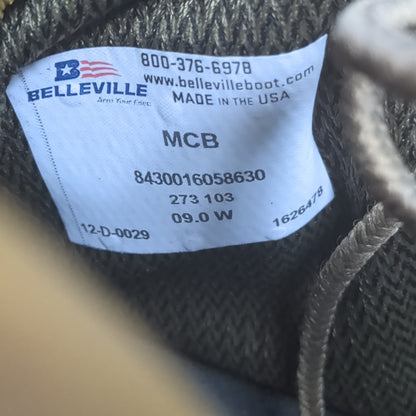 800-376-6978
BELLEVILLE
Arm Your Feet
www.bellevilleboot.com
MADE IN THE USA
MCB
8430016058630
273 103
09.0 W
12-D-0029
1626478